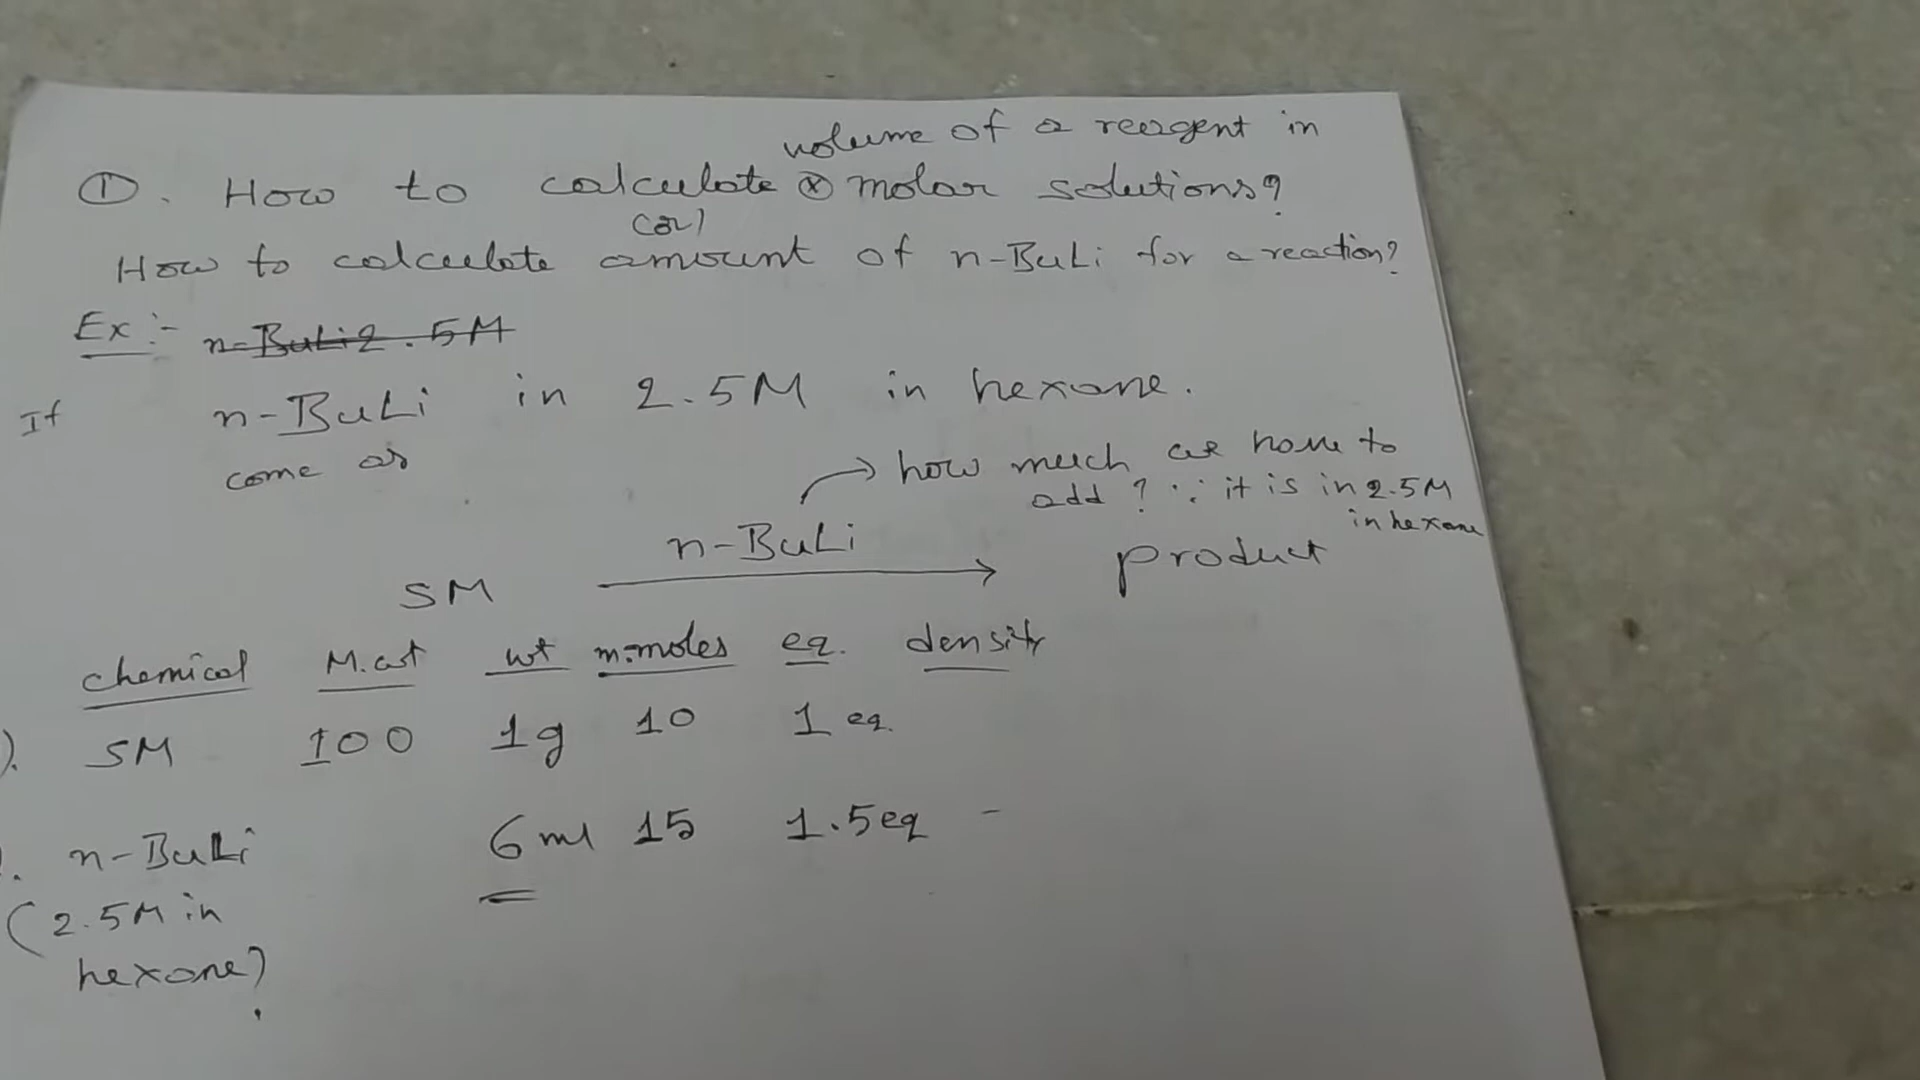 volume of a reagent in
①. How to calculate ⊗ molar solutions?
(or)
How to calculate amount of n-BuLi for a reaction?
Ex:- n-BuLi 2.5M
If n-BuLi in 2.5M in hexane.
come as
how much we have to
add? ∵ it is in 2.5M
in hexane
n-BuLi
SM product
chemical M.wt wt m.moles eq. density
). SM 100 1g 10 1 eq.
. n-BuLi 6 ml 15 1.5eq -
(2.5M in
hexane)